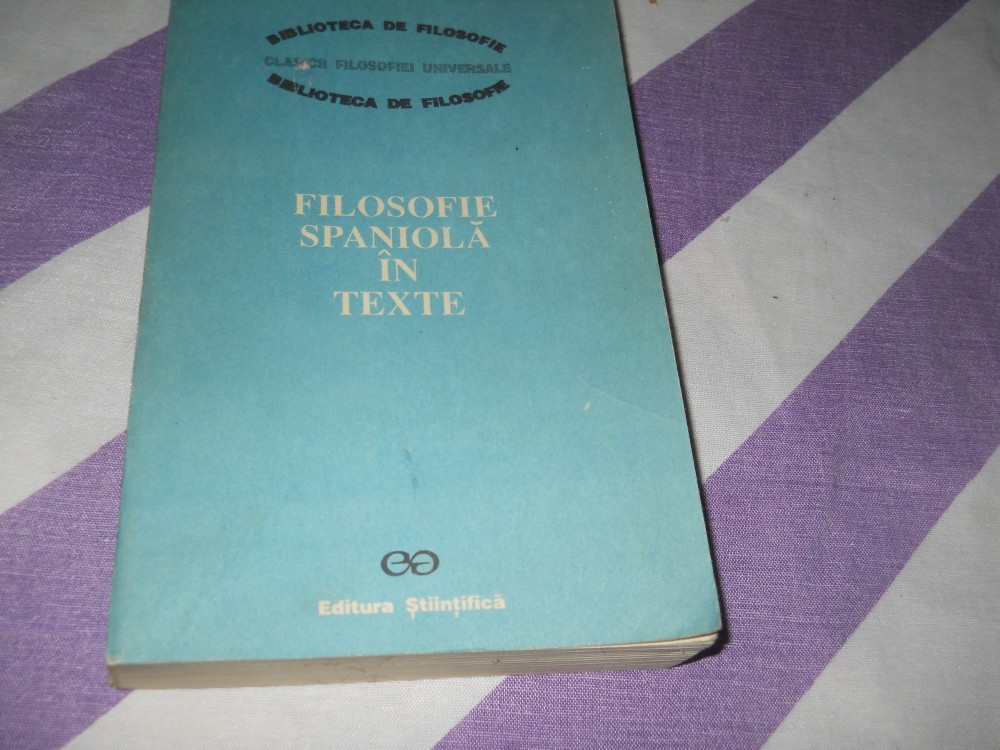 BIBLIOTECA DE FILOSOFIE
CLASICII FILOSOFIEI UNIVERSALE
BIBLIOTECA DE FILOSOFIE
FILOSOFIE
SPANIOLĂ
ÎN
TEXTE
Editura Științifică